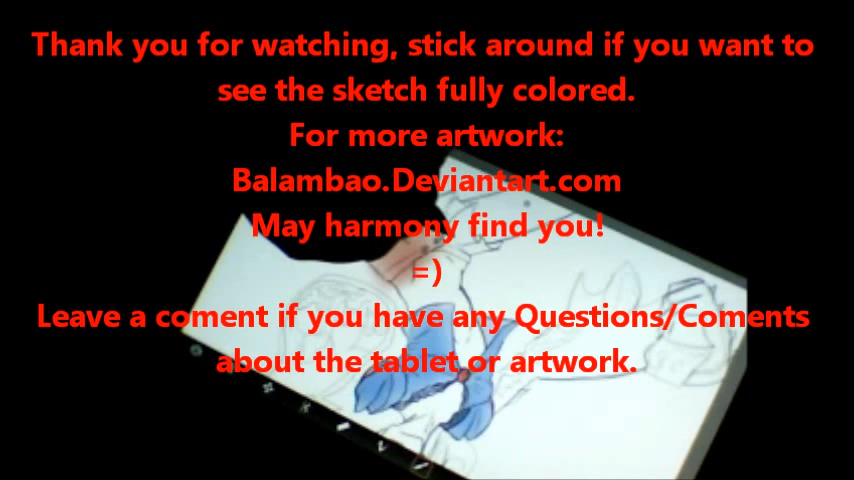 Thank you for watching, stick around if you want to
see the sketch fully colored.
For more artwork:
Balambao.Deviantart.com
May harmony find you!
=)
Leave a coment if you have any Questions/Coments
about the tablet or artwork.